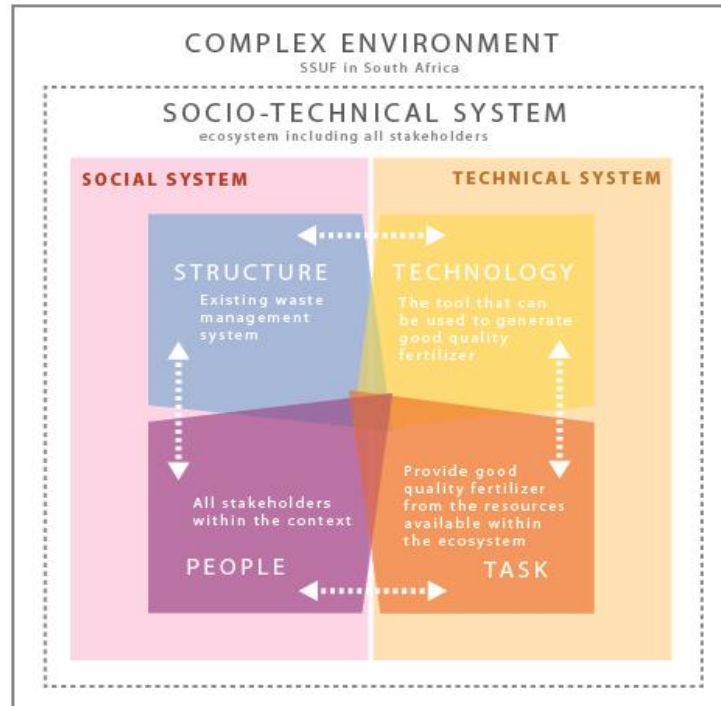 COMPLEX ENVIRONMENT
SSUF in South Africa
SOCIO-TECHNICAL SYSTEM
ecosystem including all stakeholders
SOCIAL SYSTEM
TECHNICAL SYSTEM
STRUCTURE
Existing waste
management
system
TECHNOLOGY
The tool that can
be used to generate
good quality
fertilizer
All stakeholders
within the context
PEOPLE
Provide good
quality fertilizer
from the resources
available within
the ecosystem
TASK